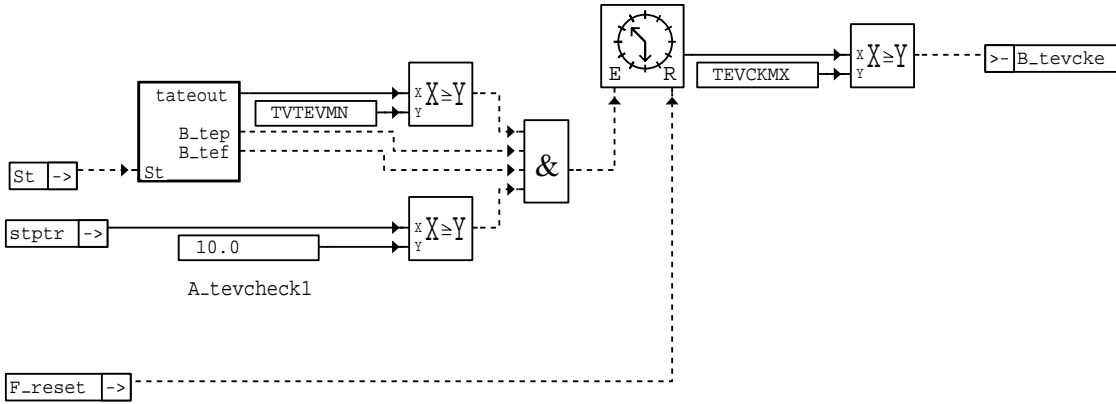 E R
X
Y
X≥Y
TEVCKMX
>- B_tevcke
tateout
X
Y
X≥Y
TVTEVMN
B_tep
B_tef
St
&
St ->
stptr ->
X
Y
X≥Y
10.0
A_tevcheck1
F_reset ->